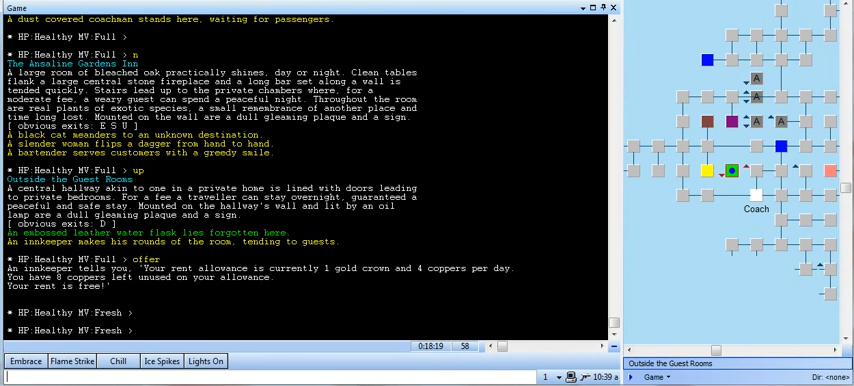 Game
A dust covered coachman stands here, waiting for passengers.
* HP:Healthy MV:Full >
* HP:Healthy MV:Full > n
The Ansaline Gardens Inn
A large room of bleached oak practically shines, day or night. Clean tables
flank a large central stone fireplace and a long bar set along a wall is
tended quickly. Stairs lead up to the private chambers where, for a
moderate fee, a weary guest can spend a peaceful night. Throughout the room
are real plants of exotic species, a small remembrance of another place and
time long lost. Mounted on the wall are a dull gleaming plaque and a sign.
[ obvious exits: E S U ]
A black cat meanders to an unknown destination.
A slender woman flips a dagger from hand to hand.
A bartender serves customers with a greedy smile.
* HP:Healthy MV:Full > up
Outside the Guest Rooms
A central hallway akin to one in a private home is lined with doors leading
to private bedrooms. For a fee a traveller can stay overnight, guaranteed a
peaceful and safe stay. Mounted on the hallway's wall and lit by an oil
lamp are a dull gleaming plaque and a sign.
[ obvious exits: D ]
An embossed leather water flask lies forgotten here.
An innkeeper makes his rounds of the room, tending to guests.
* HP:Healthy MV:Full > offer
An innkeeper tells you, 'Your rent allowance is currently 1 gold crown and 4 coppers per day.
You have 8 coppers left unused on your allowance.
Your rent is free!'
* HP:Healthy MV:Fresh >
* HP:Healthy MV:Fresh >
0:18:19 58
Embrace Flame Strike Chill Ice Spikes Lights On
1 10:39 a
A
A
A A A
Coach
Outside the Guest Rooms
Game Dir: <none>